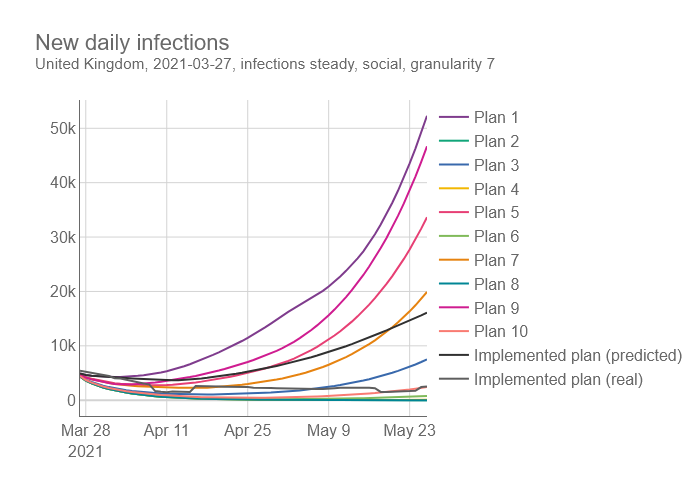 New daily infections
United Kingdom, 2021-03-27, infections steady, social, granularity 7
50k
40k
30k
20k
10k
0
Mar 28
2021
Apr 11
Apr 25
May 9
May 23
Plan 1
Plan 2
Plan 3
Plan 4
Plan 5
Plan 6
Plan 7
Plan 8
Plan 9
Plan 10
Implemented plan (predicted)
Implemented plan (real)